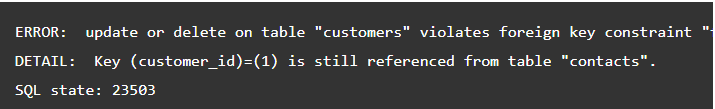 ERROR:  update or delete on table "customers" violates foreign key constraint "
DETAIL:  Key (customer_id)=(1) is still referenced from table "contacts".
SQL state: 23503